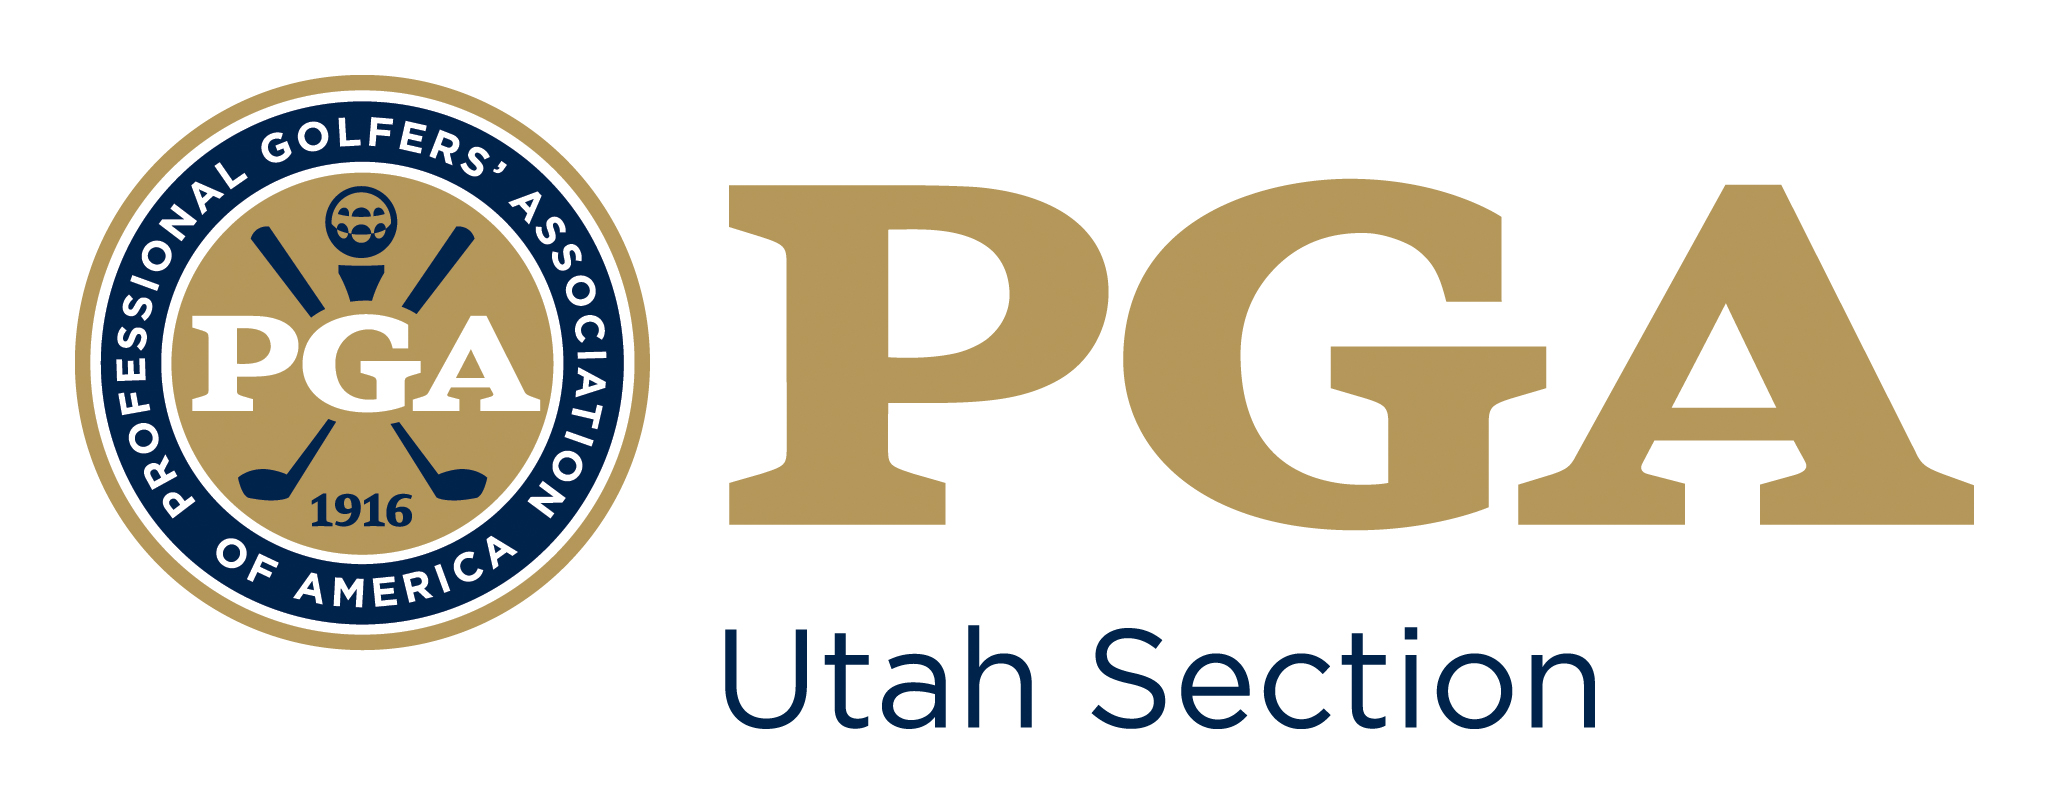 PROFESSIONAL GOLFERS’ ASSOCIATION
OF AMERICA
PGA
1916
PGA
Utah Section